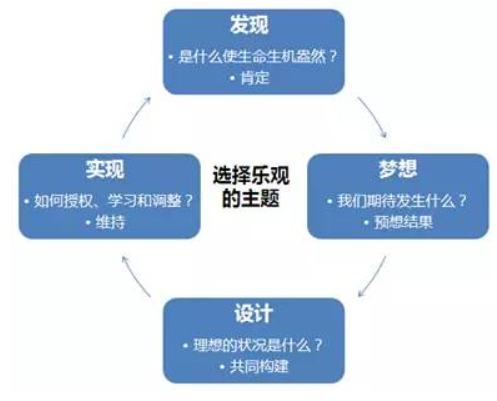 发现
• 是什么使生命生机盎然？
• 肯定
实现
• 如何授权、学习和调整？
• 维持
选择乐观
的主题
梦想
• 我们期待发生什么？
• 预想结果
设计
• 理想的状况是什么？
• 共同构建